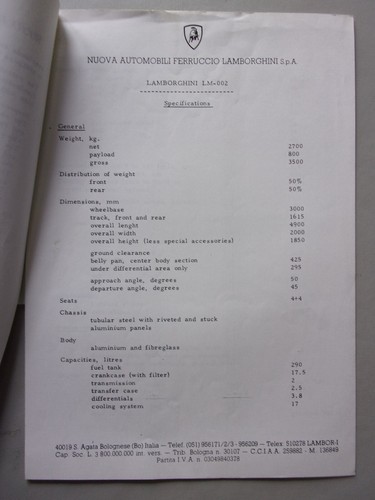 NUOVA AUTOMOBILI FERRUCCIO LAMBORGHINI S.p.A.
LAMBORGHINI LM-002
Specifications
General
Weight, kg.
net 2700
payload 800
gross 3500
Distribution of weight
front 50%
rear 50%
Dimensions, mm
wheelbase 3000
track, front and rear 1615
overall lenght 4900
overall width 2000
overall height (less special accessories) 1850
ground clearance
belly pan, center body section 425
under differential area only 295
approach angle, degrees 50
departure angle, degrees 45
Seats 4+4
Chassis
tubular steel with riveted and stuck
aluminium panels
Body
aluminium and fibreglass
Capacities, litres
fuel tank 290
crankcase (with filter) 17.5
transmission 2
transfer case 2.5
differentials 3.8
cooling system 17
40019 S. Agata Bolognese (Bo) Italia — Telef. (051) 956171/2/3 - 956209 — Telex: 510278 LAMBOR-I
Cap. Soc. L. 3.800.000.000 int. vers. — Trib. Bologna n. 30107 — C.C.I.A.A. 258882 - M. 136849
Partita I.V.A. n. 03049840376